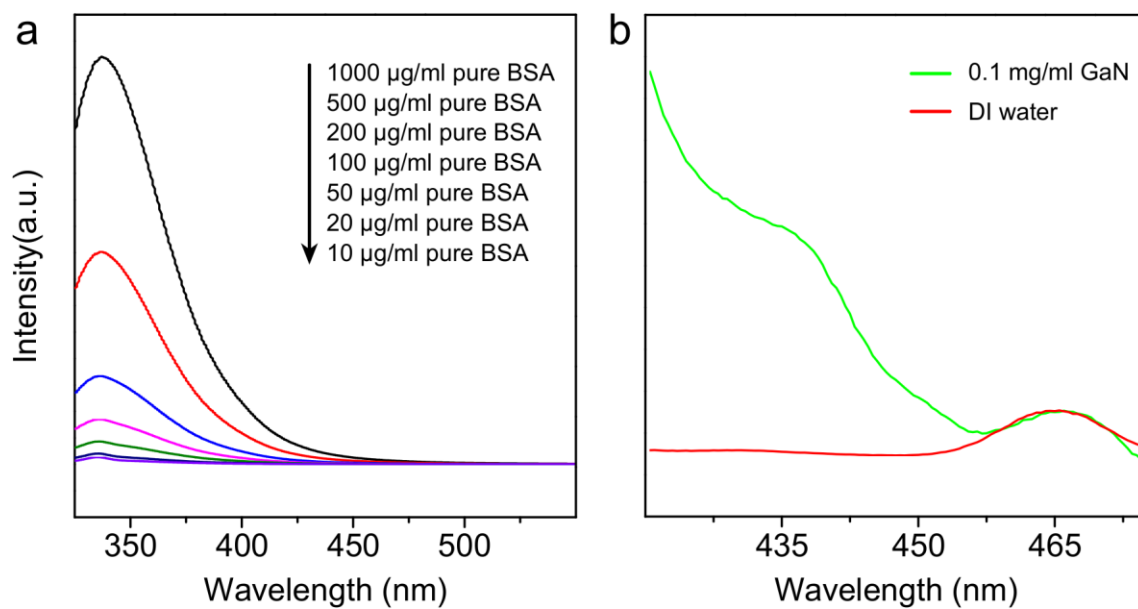 a
1000 µg/ml pure BSA
500 µg/ml pure BSA
200 µg/ml pure BSA
100 µg/ml pure BSA
50 µg/ml pure BSA
20 µg/ml pure BSA
10 µg/ml pure BSA
Intensity(a.u.)
350 400 450 500
Wavelength (nm)
b
0.1 mg/ml GaN
DI water
435 450 465
Wavelength (nm)